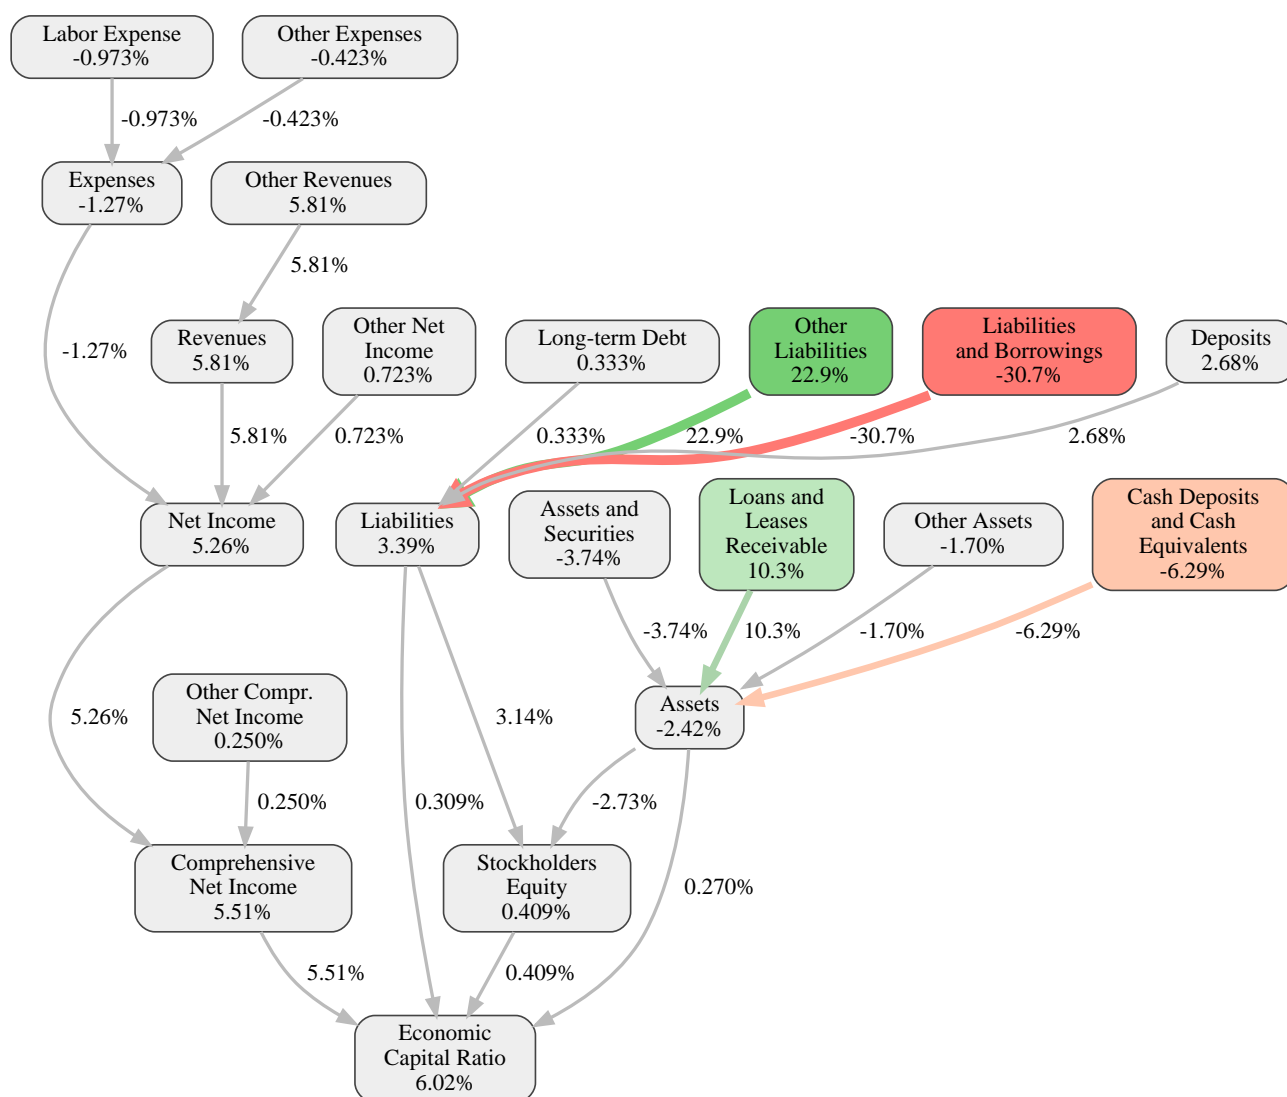 Labor Expense
-0.973%
Other Expenses
-0.423%
-0.973%
-0.423%
Expenses
-1.27%
Other Revenues
5.81%
5.81%
-1.27%
Revenues
5.81%
Other Net
Income
0.723%
Long-term Debt
0.333%
Other
Liabilities
22.9%
Liabilities
and Borrowings
-30.7%
Deposits
2.68%
5.81%
0.723%
0.333%
22.9%
-30.7%
2.68%
Net Income
5.26%
Liabilities
3.39%
Assets and
Securities
-3.74%
Loans and
Leases
Receivable
10.3%
Other Assets
-1.70%
Cash Deposits
and Cash
Equivalents
-6.29%
-3.74%
10.3%
-1.70%
-6.29%
5.26%
Other Compr.
Net Income
0.250%
3.14%
Assets
-2.42%
0.250%
0.309%
-2.73%
0.270%
Comprehensive
Net Income
5.51%
Stockholders
Equity
0.409%
5.51%
0.409%
Economic
Capital Ratio
6.02%